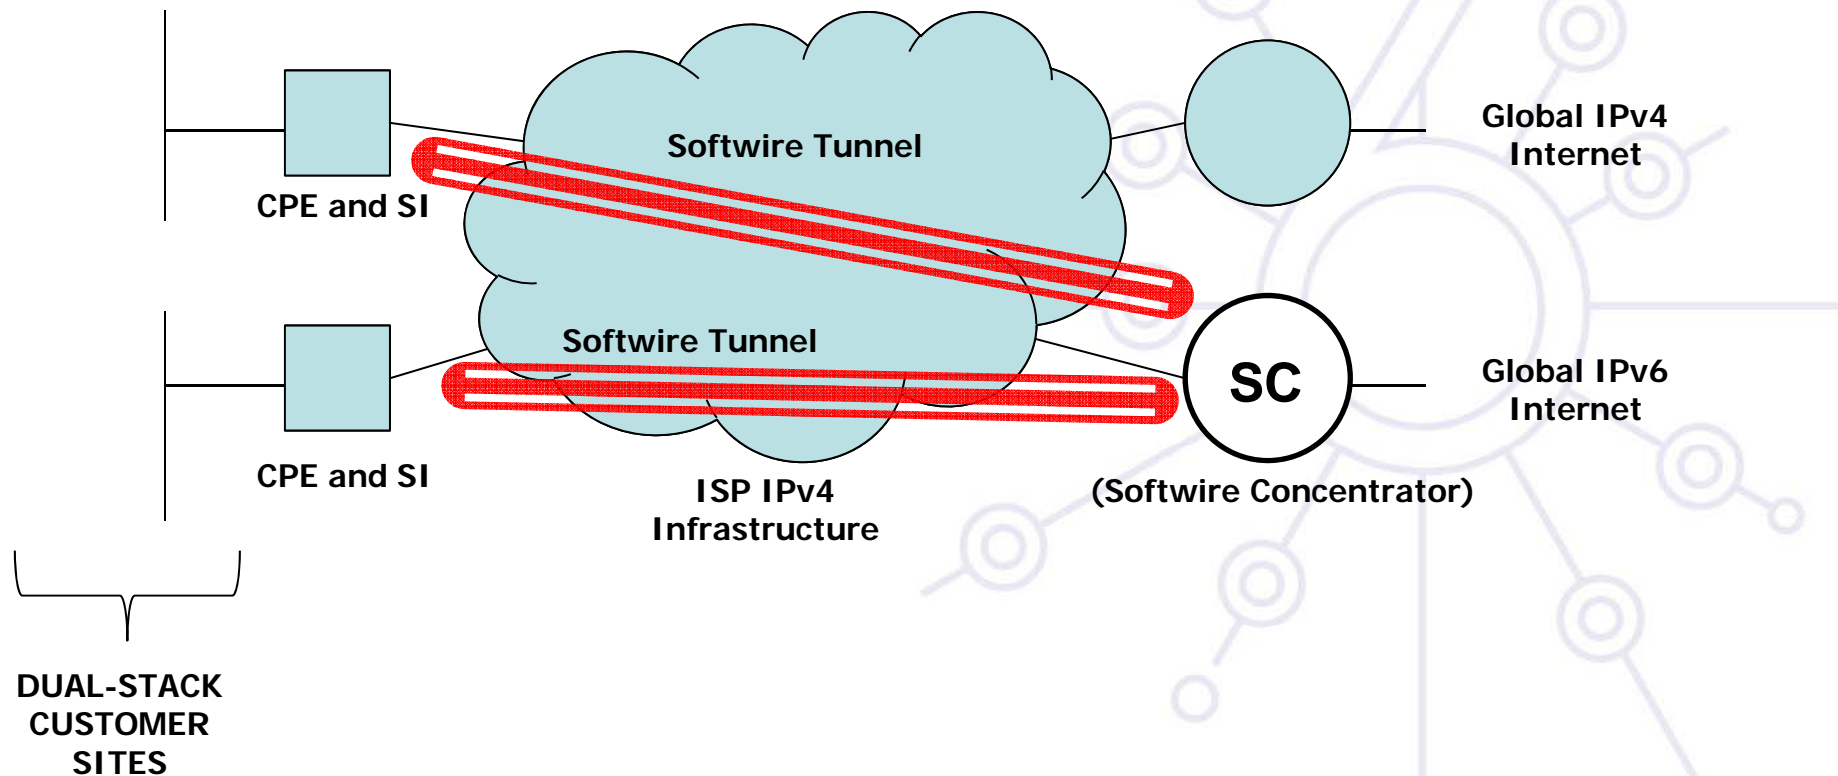 Softwire Tunnel
Global IPv4
Internet
CPE and SI
Softwire Tunnel
SC
Global IPv6
Internet
CPE and SI
ISP IPv4
Infrastructure
(Softwire Concentrator)
DUAL-STACK
CUSTOMER
SITES